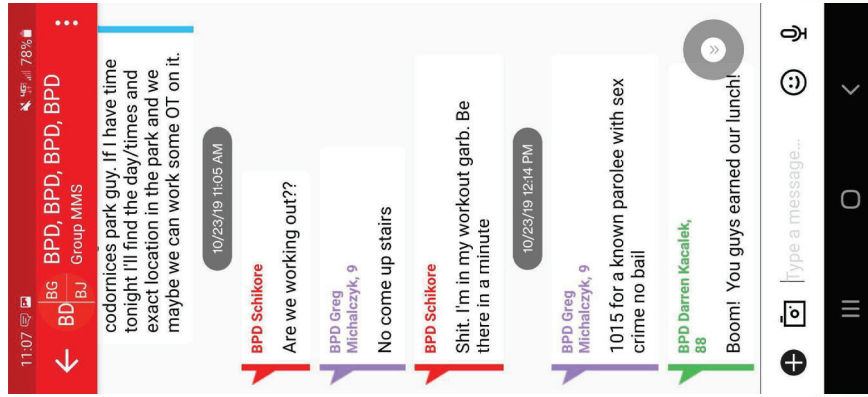 11:07
4GE 78%
BG
BD
BJ
BPD, BPD, BPD, BPD
Group MMS
codornices park guy. If I have time
tonight I'll find the day/times and
exact location in the park and we
maybe we can work some OT on it.
10/23/19 11:05 AM
BPD Schikore
Are we working out??
BPD Greg
Michalczyk, 9
No come up stairs
BPD Schikore
Shit. I'm in my workout garb. Be
there in a minute
10/23/19 12:14 PM
BPD Greg
Michalczyk, 9
1015 for a known parolee with sex
crime no bail
BPD Darren Kacalek,
88
Boom! You guys earned our lunch!
Type a message...